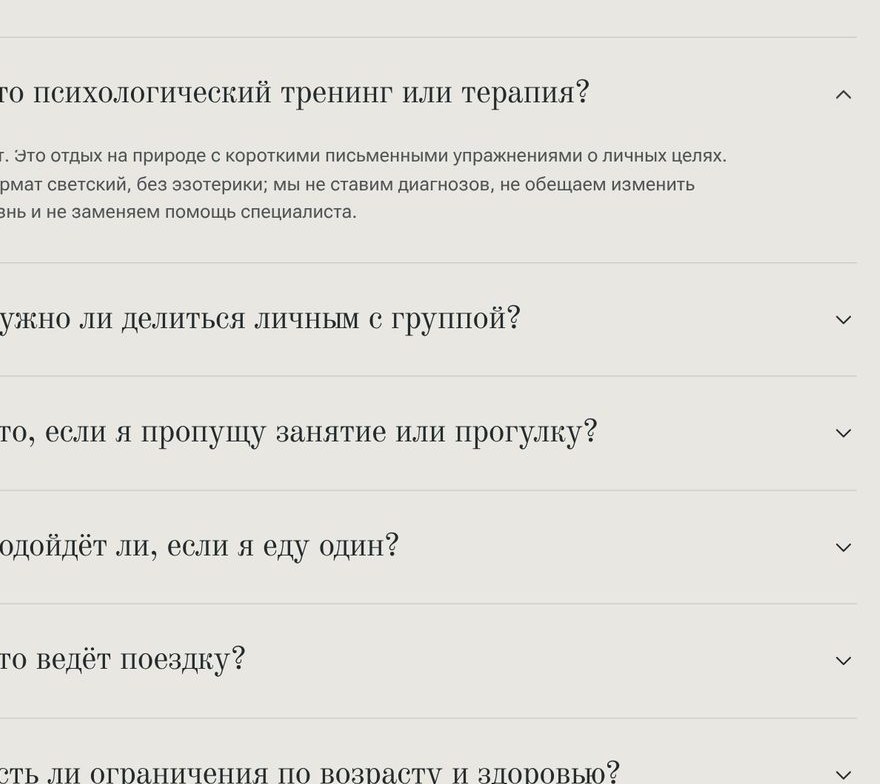 то психологический тренинг или терапия?
т. Это отдых на природе с короткими письменными упражнениями о личных целях.
рмат светский, без эзотерики; мы не ставим диагнозов, не обещаем изменить
знь и не заменяем помощь специалиста.
ужно ли делиться личным с группой?
то, если я пропущу занятие или прогулку?
одойдёт ли, если я еду один?
то ведёт поездку?
сть ли ограничения по возрасту и здоровью?